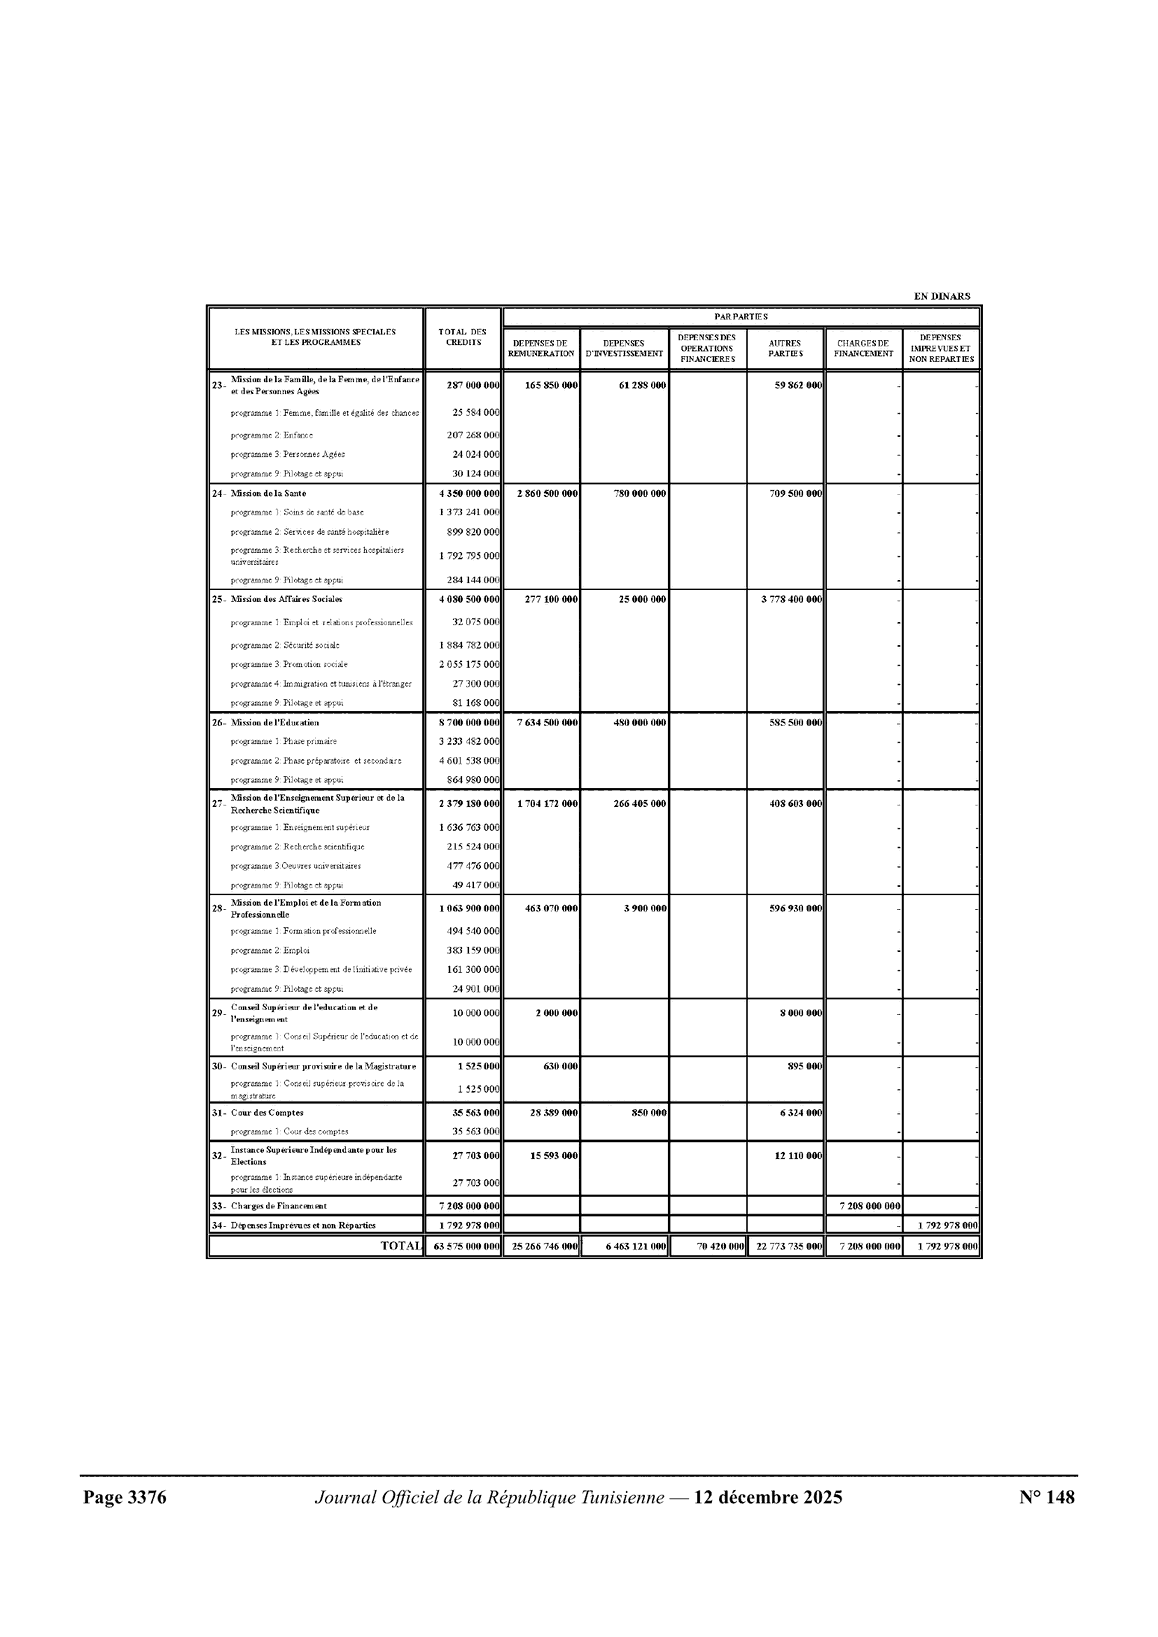 EN DINARS
LES MISSIONS, LES MISSIONS SPECIALES
ET LES PROGRAMMES
TOTAL DES
CREDITS
PAR PARTIES
DEPENSES DE
REMUNERATION
DEPENSES
D'INVESTISSEMENT
DEPENSES DES
OPERATIONS
FINANCIERES
AUTRES
PARTIES
CHARGES DE
FINANCEMENT
DEPENSES
IMPREVUES ET
NON REPARTIES
23- Mission de la Famille, de la Femme, de l'Enfance
et des Personnes Agées 287 000 000 165 850 000 61 288 000 59 862 000 - -
programme 1: Femme, famille et égalité des chances 25 584 000 - -
programme 2: Enfance 207 268 000 - -
programme 3: Personnes Agées 24 024 000 - -
programme 9: Pilotage et appui 30 124 000 - -
24- Mission de la Sante 4 350 000 000 2 860 500 000 780 000 000 709 500 000 - -
programme 1: Soins de santé de base 1 373 241 000 - -
programme 2: Services de santé hospitalière 899 820 000 - -
programme 3: Recherche et services hospitaliers
universitaires 1 792 795 000 - -
programme 9: Pilotage et appui 284 144 000 - -
25- Mission des Affaires Sociales 4 080 500 000 277 100 000 25 000 000 3 778 400 000 - -
programme 1: Emploi et relations professionnelles 32 075 000 - -
programme 2: Sécurité sociale 1 884 782 000 - -
programme 3: Promotion sociale 2 055 175 000 - -
programme 4: Immigration et tunisiens à l'étranger 27 300 000 - -
programme 9: Pilotage et appui 81 168 000 - -
26- Mission de l'Education 8 700 000 000 7 634 500 000 480 000 000 585 500 000 - -
programme 1: Phase primaire 3 233 482 000 - -
programme 2: Phase préparatoire et secondaire 4 601 538 000 - -
programme 9: Pilotage et appui 864 980 000 - -
27- Mission de l'Enseignement Supérieur et de la
Recherche Scientifique 2 379 180 000 1 704 172 000 266 405 000 408 603 000 - -
programme 1: Enseignement supérieur 1 636 763 000 - -
programme 2: Recherche scientifique 215 524 000 - -
programme 3:Oeuvres universitaires 477 476 000 - -
programme 9: Pilotage et appui 49 417 000 - -
28- Mission de l'Emploi et de la Formation
Professionnelle 1 063 900 000 463 070 000 3 900 000 596 930 000 - -
programme 1: Formation professionnelle 494 540 000 - -
programme 2: Emploi 383 159 000 - -
programme 3: Développement de l'initiative privée 161 300 000 - -
programme 9: Pilotage et appui 24 901 000 - -
29- Conseil Supérieur de l'education et de
l'enseignement 10 000 000 2 000 000 8 000 000 - -
programme 1: Conseil Supérieur de l'education et de
l'enseignement 10 000 000 - -
30- Conseil Supérieur provisoire de la Magistrature 1 525 000 630 000 895 000 - -
programme 1: Conseil supérieur provisoire de la
magistrature 1 525 000 - -
31- Cour des Comptes 35 563 000 28 389 000 850 000 6 324 000 - -
programme 1: Cour des comptes 35 563 000 - -
32- Instance Supérieure Indépendante pour les
Elections 27 703 000 15 593 000 12 110 000 - -
programme 1: Instance supérieure indépendante
pour les élections 27 703 000 - -
33- Charges de Financement 7 208 000 000 7 208 000 000 -
34- Dépenses Imprévues et non Réparties 1 792 978 000 - 1 792 978 000
TOTAL 63 575 000 000 25 266 746 000 6 463 121 000 70 420 000 22 773 735 000 7 208 000 000 1 792 978 000
Page 3376 Journal Officiel de la République Tunisienne — 12 décembre 2025 N° 148